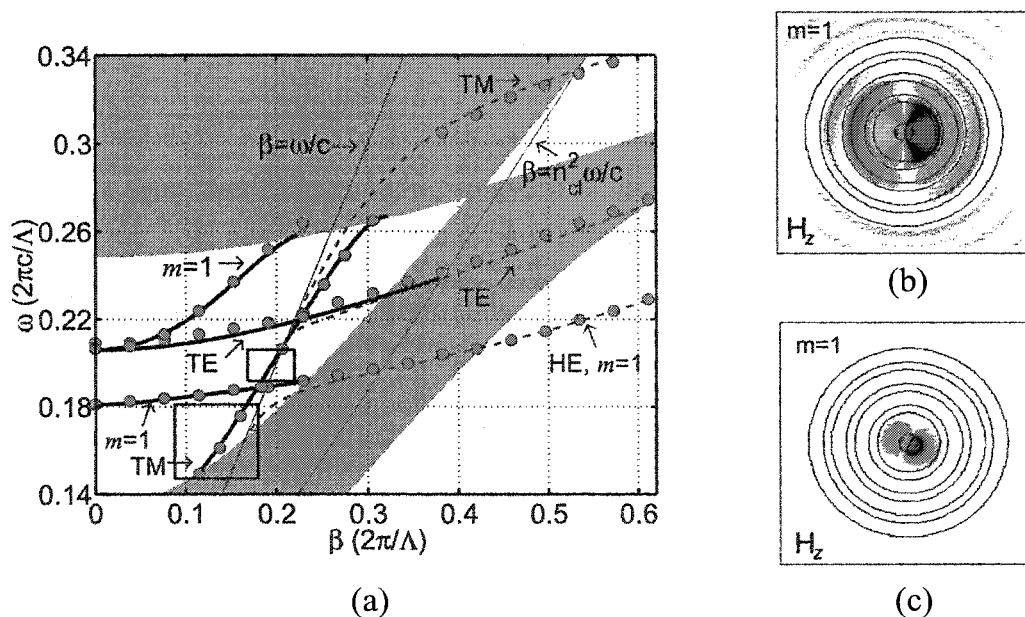 0.34
0.3
0.26
0.22
0.18
0.14
ω (2πc/Λ)
0
0.1
0.2
0.3
0.4
0.5
0.6
β (2π/Λ)
TM
β=ω/c
β=n²clω/c
m=1
TE
TE
HE, m=1
m=1
TM
(a)
m=1
Hz
(b)
m=1
Hz
(c)